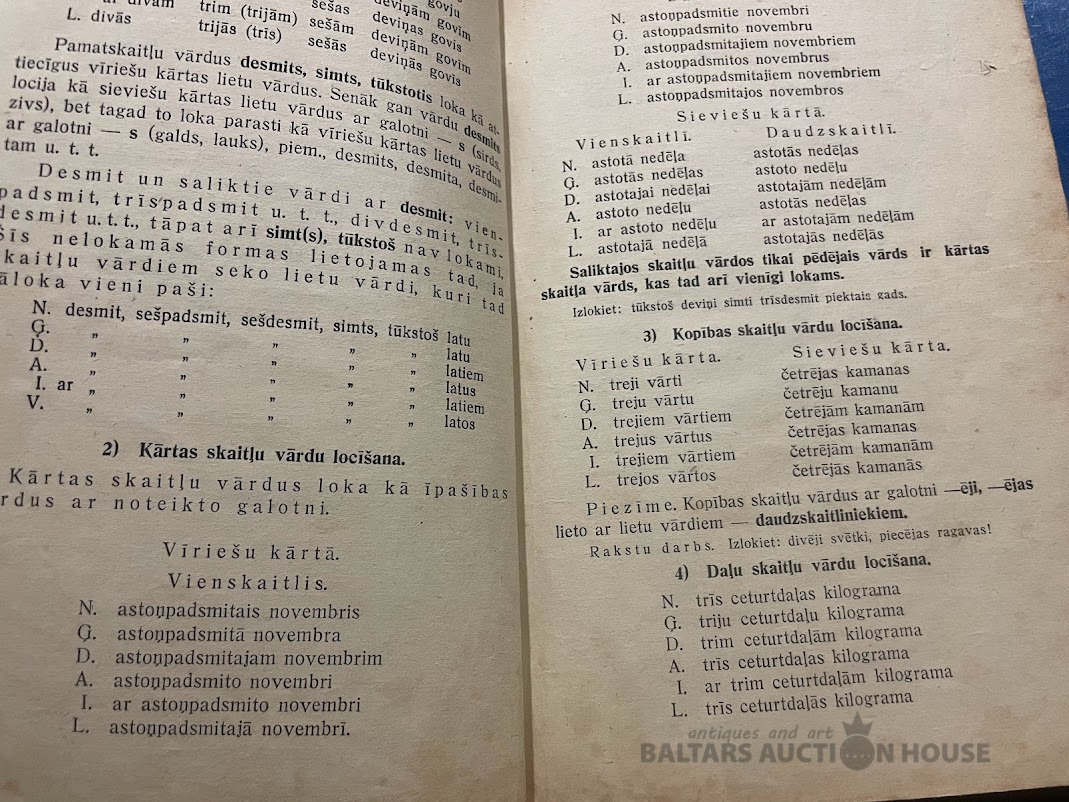 ar divām trim (trijām) sešām deviņām govīm
L. divās trijās (trīs) sešās deviņās govīs
sešas deviņas govis
govju
Pamatskaitļu vārdus desmits, simts, tūkstotis loka kā at-
tiecīgus vīriešu kārtas lietu vārdus. Senāk gan vārdu desmits
locija kā sieviešu kārtas lietu vārdus ar galotni — s (sirds,
zivs), bet tagad to loka parasti kā vīriešu kārtas lietu vārdus
ar galotni — s (galds, lauks), piem., desmits, desmita, desmi-
tam u. t. t.
Desmit un saliktie vārdi ar desmit: vien-
padsmit, trīspadsmit u. t. t., divdesmit, trīs-
desmit u. t. t., tāpat arī simt(s), tūkstoš nav lokāmi,
Šīs nelokamās formas lietojamas tad, ja
skaitļu vārdiem seko lietu vārdi, kuri tad
āloka vieni paši:
N. desmit, sešpadsmit, sešdesmit, simts, tūkstoš latu
Ģ. „ „ „ „ „ latu
D. „ „ „ „ „ latiem
A. „ „ „ „ „ latus
I. ar „ „ „ „ „ latiem
V. „ „ „ „ „ latos
2) Kārtas skaitļu vārdu locīšana.
Kārtas skaitļu vārdus loka kā īpašības
rdus ar noteikto galotni.
Vīriešu kārtā.
Vienskaitlis.
N. astoņpadsmitais novembris
Ģ. astoņpadsmitā novembra
D. astoņpadsmitajam novembrim
A. astoņpadsmito novembri
I. ar astoņpadsmito novembri
L. astoņpadsmitajā novembrī.
N. astoņpadsmitie novembri
Ģ. astoņpadsmito novembru
D. astoņpadsmitajiem novembriem
A. astoņpadsmitos novembrus
I. ar astoņpadsmitajiem novembriem
L. astoņpadsmitajos novembros
Sieviešu kārtā.
Vienskaitlī. Daudzskaitlī.
N. astotā nedēļa astotās nedēļas
Ģ. astotās nedēļas astoto nedēļu
D. astotajai nedēļai astotajām nedēļām
A. astoto nedēļu astotās nedēļas
I. ar astoto nedēļu ar astotajām nedēļām
L. astotajā nedēļā astotajās nedēļās
Saliktajos skaitļu vārdos tikai pēdējais vārds ir kārtas
skaitļa vārds, kas tad arī vienīgi lokams.
Izlokiet: tūkstoš deviņi simti trīsdesmit piektais gads.
3) Kopības skaitļu vārdu locīšana.
Vīriešu kārta. Sieviešu kārta.
N. treji vārti četrējas kamanas
Ģ. treju vārtu četrēju kamanu
D. trejiem vārtiem četrējām kamanām
A. trejus vārtus četrējas kamanas
I. trejiem vārtiem četrējām kamanām
L. trejos vārtos četrējās kamanās
Piezīme. Kopības skaitļu vārdus ar galotni —ēji, —ējas
lieto ar lietu vārdiem — daudzskaitliniekiem.
Rakstu darbs. Izlokiet: divēji svētki, piecējas ragavas!
4) Daļu skaitļu vārdu locīšana.
N. trīs ceturtdaļas kilograma
Ģ. triju ceturtdaļu kilograma
D. trim ceturtdaļām kilograma
A. trīs ceturtdaļas kilograma
I. ar trim ceturtdaļām kilograma
L. trīs ceturtdaļās kilograma
antiques and art
BALTARS AUCTION HOUSE